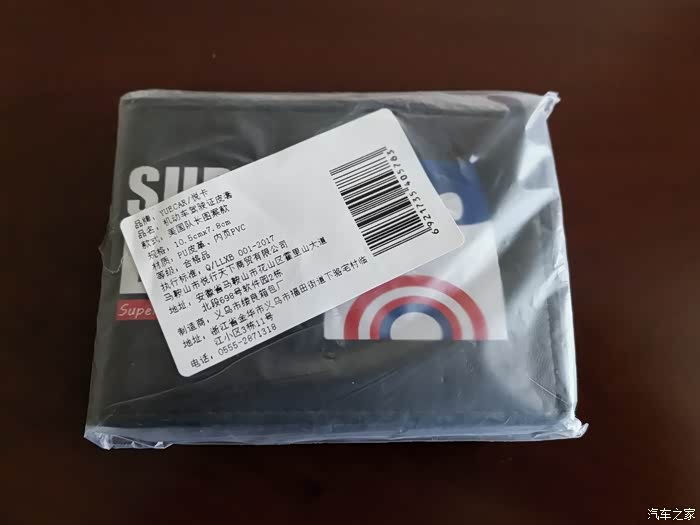 SUP
Super
品牌：YUECAR/悦卡
品名：机动车驾驶证皮套
款式：美国队长图案款
规格：10.5cmx7.8cm
材质：PU皮革、内页PVC
等级：合格品
执行标准：Q/LLXB 001-2017
马鞍山市悦行天下商贸有限公司
地址：安徽省马鞍山市花山区霍里山大道
北段698号软件园2栋
制造商：义乌市绫良箱包厂
地址：浙江省金华市义乌市福田街道下骆宅村临
江小区3栋11号
电话：0555-2871318
6921735405763
汽车之家